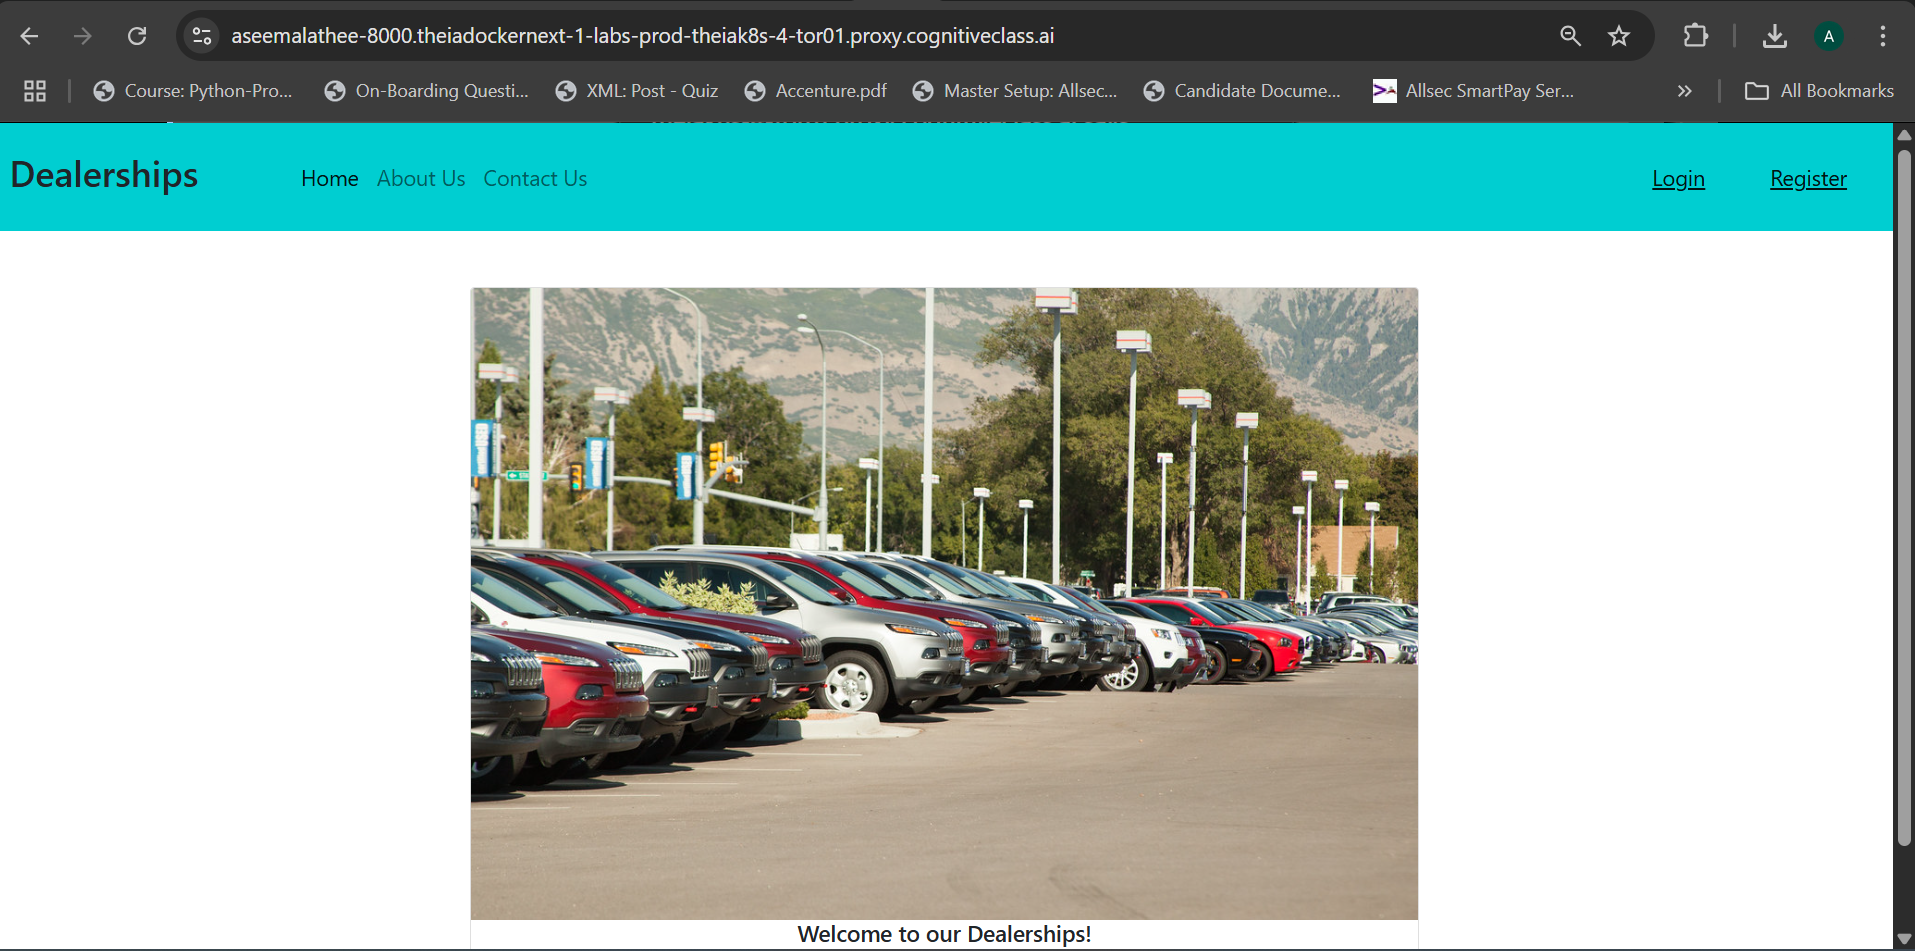 aseemalathee-8000.theiadockernext-1-labs-prod-theiak8s-4-tor01.proxy.cognitiveclass.ai
A
Course: Python-Pro...
On-Boarding Questi...
XML: Post - Quiz
Accenture.pdf
Master Setup: Allsec...
Candidate Docume...
Allsec SmartPay Ser...
All Bookmarks
Dealerships
Home
About Us
Contact Us
Login
Register
USED
Welcome to our Dealerships!